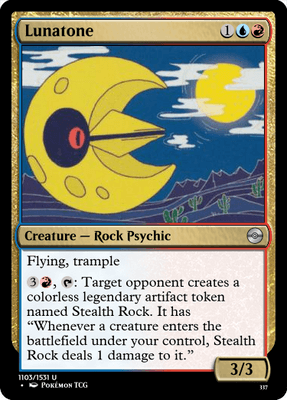 Lunatone 1
Creature — Rock Psychic
Flying, trample
3, : Target opponent creates a
colorless legendary artifact token
named Stealth Rock. It has
“Whenever a creature enters the
battlefield under your control, Stealth
Rock deals 1 damage to it.”
3/3
1103/1531 U
• Pokémon TCG